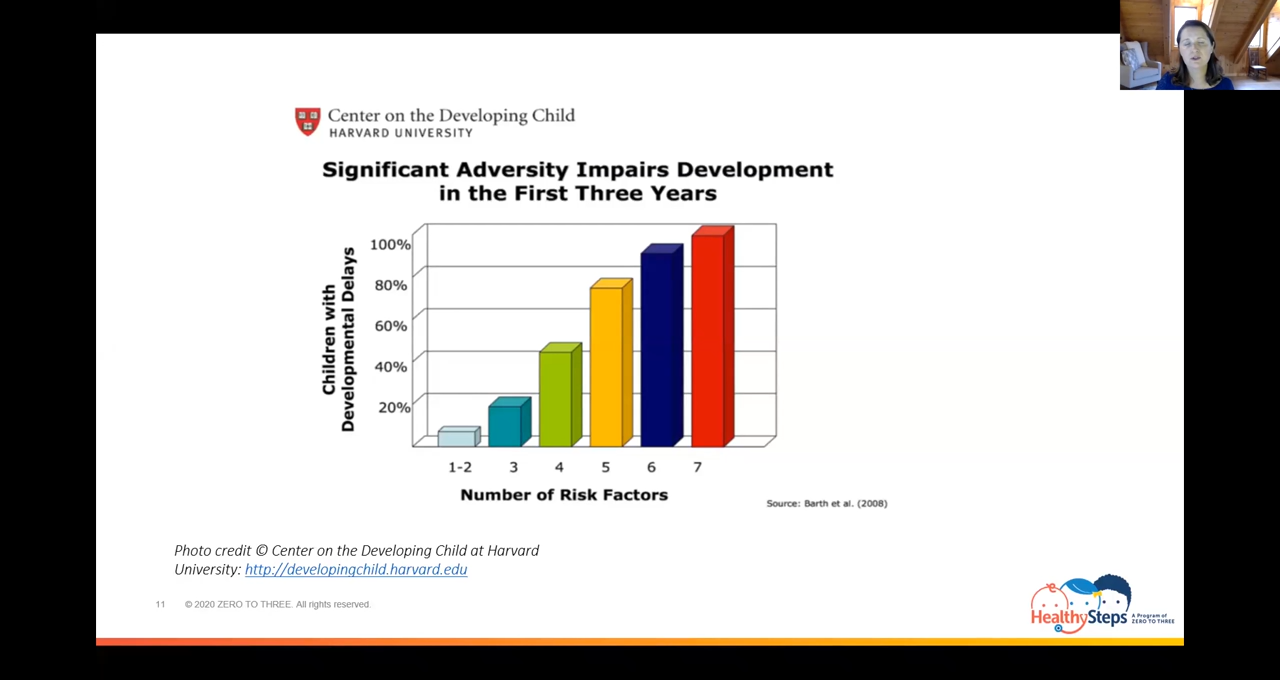 Center on the Developing Child
HARVARD UNIVERSITY
Significant Adversity Impairs Development
in the First Three Years
Children with
Developmental Delays
100%
80%
60%
40%
20%
1-2 3 4 5 6 7
Number of Risk Factors
Source: Barth et al. (2008)
Photo credit © Center on the Developing Child at Harvard
University: http://developingchild.harvard.edu
11 © 2020 ZERO TO THREE. All rights reserved.
HealthySteps
A Program of
ZERO TO THREE